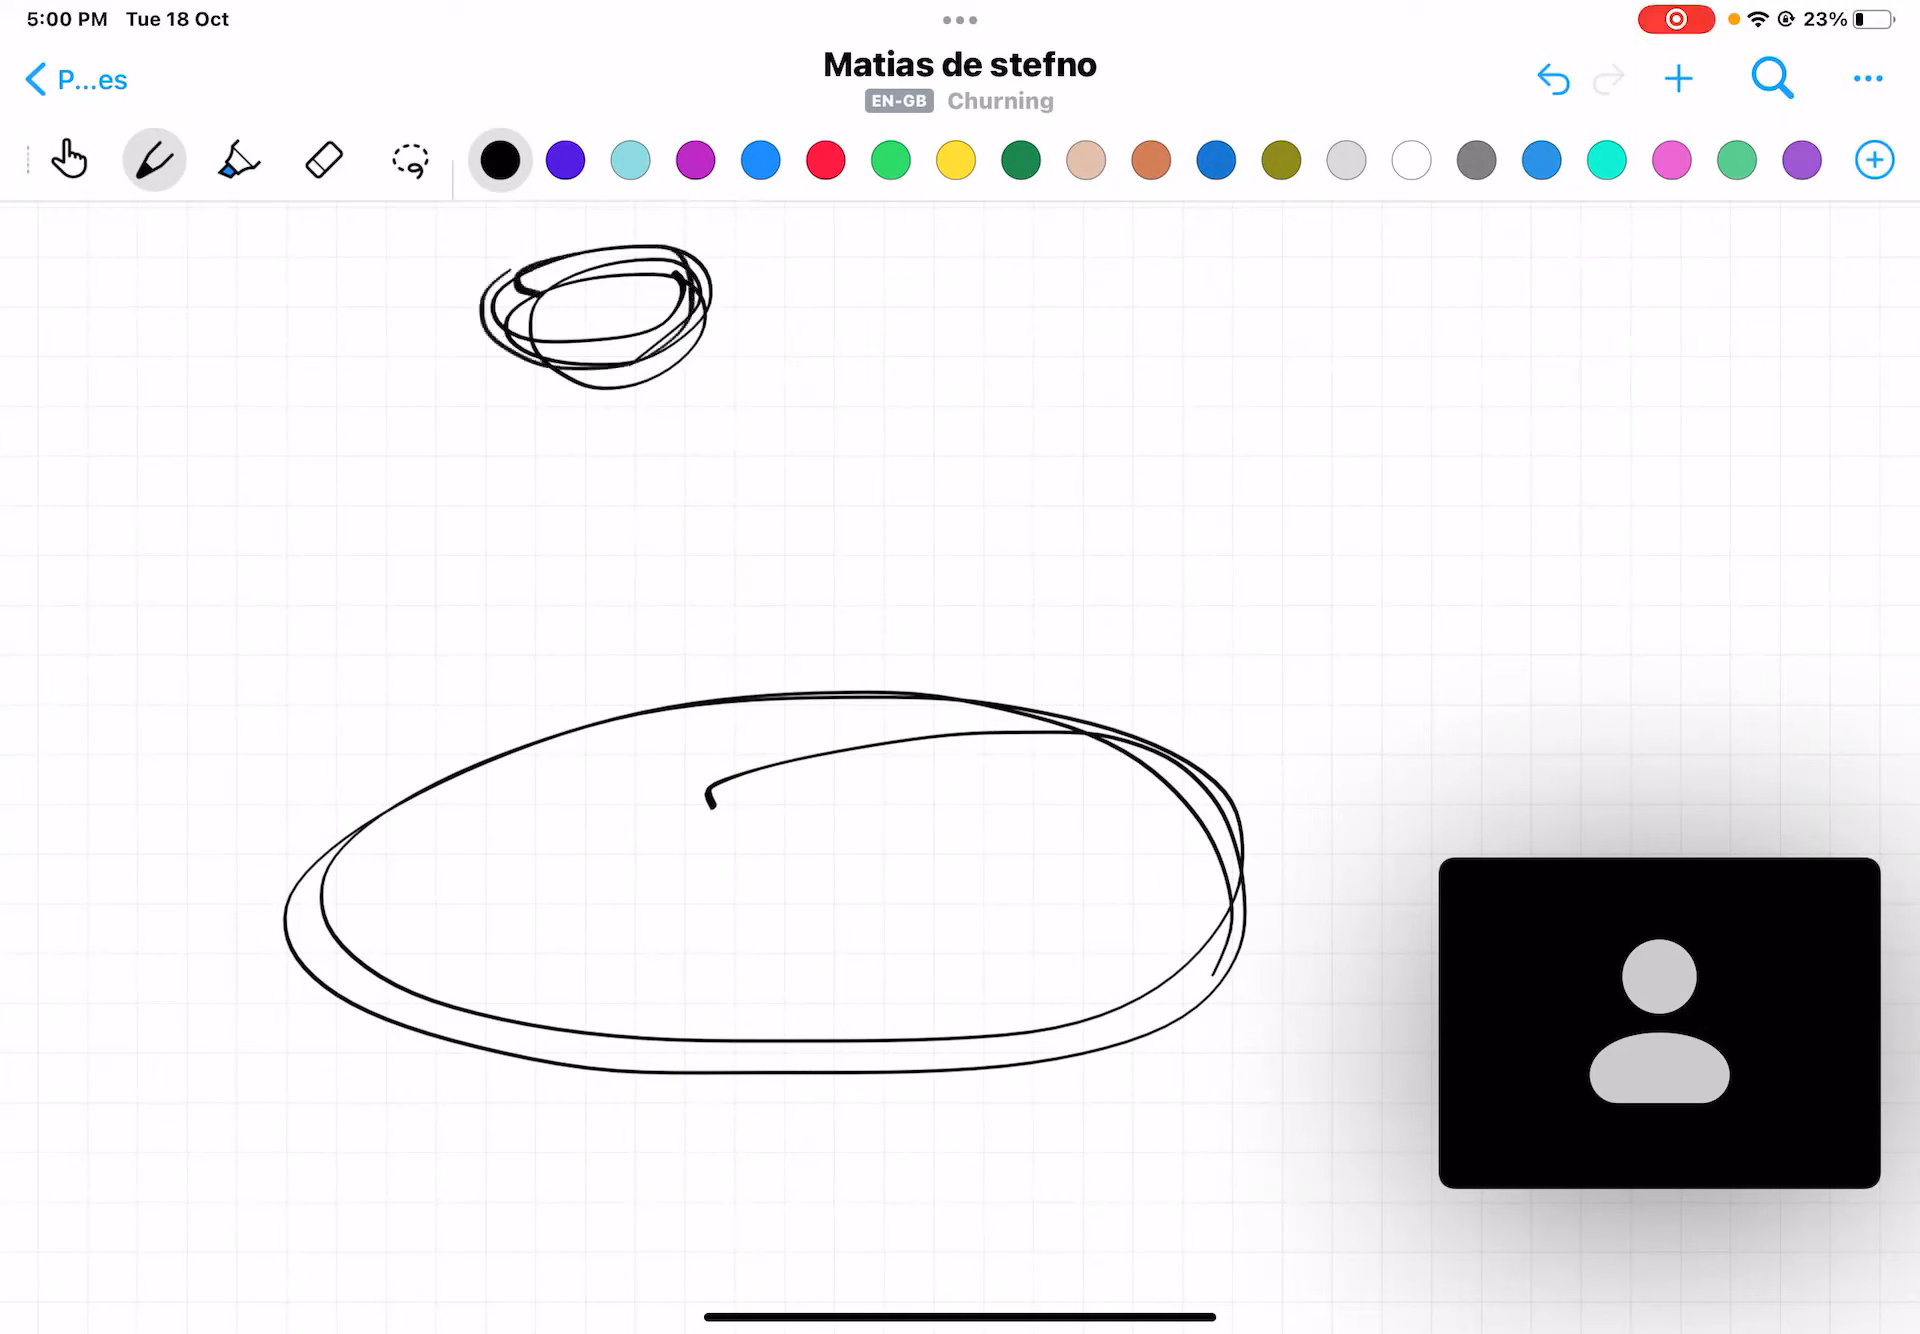 5:00 PM Tue 18 Oct
23%
P...es
Matias de stefno
EN-GB Churning